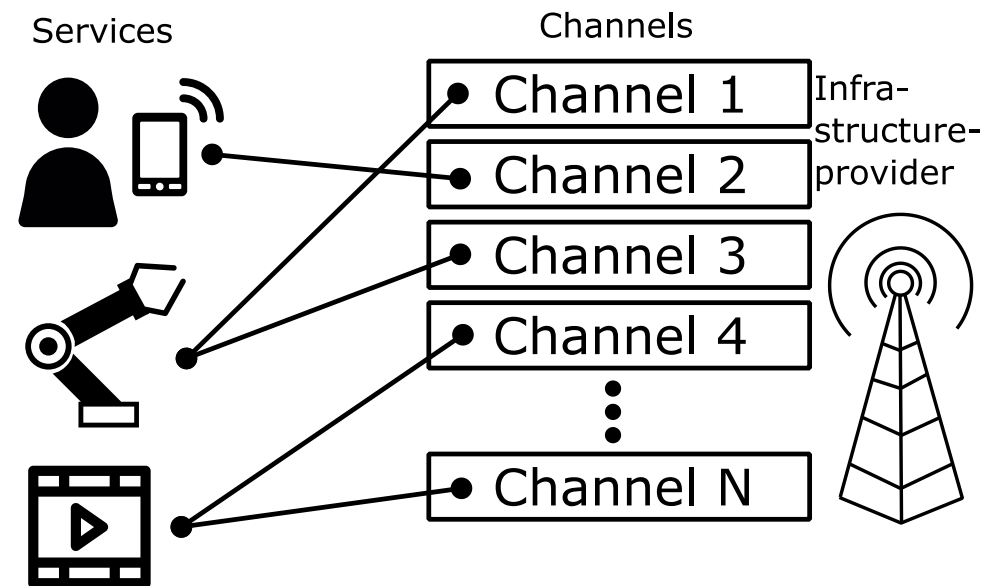 Services
Channels
Channel 1
Channel 2
Channel 3
Channel 4
Channel N
Infra-
structure-
provider